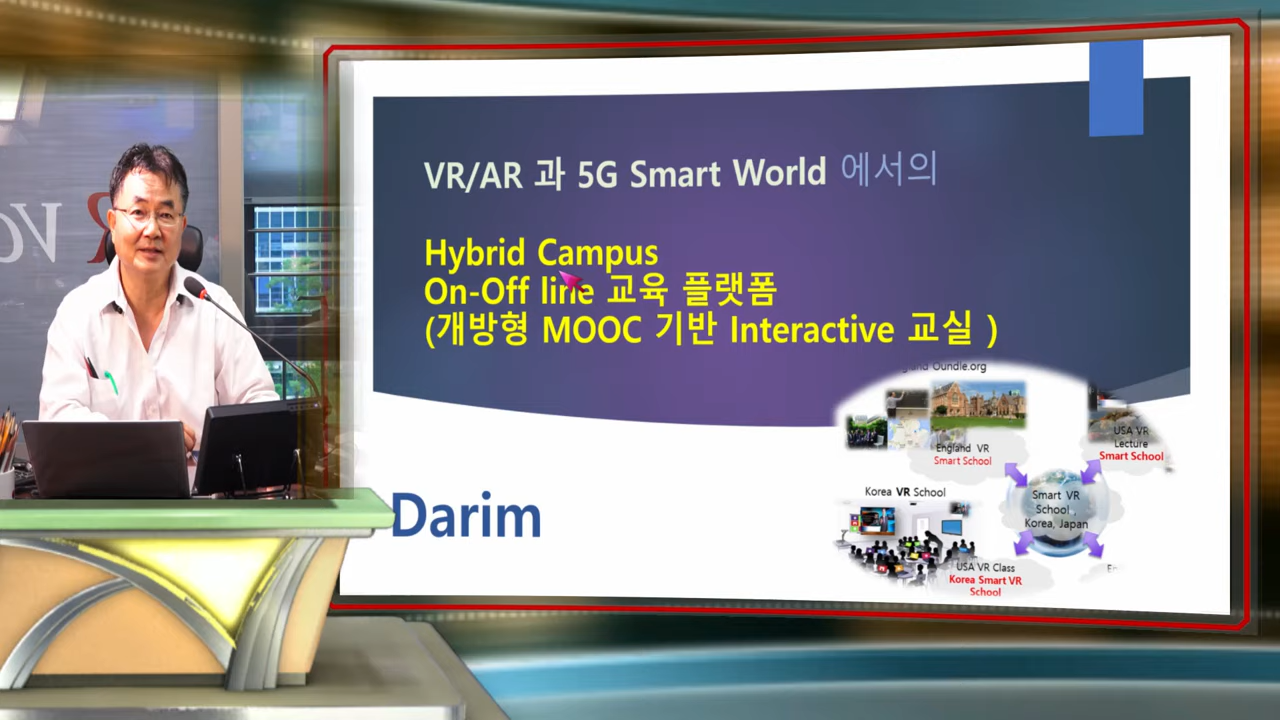 VR/AR 과 5G Smart World 에서의
Hybrid Campus
On-Off line 교육 플랫폼
(개방형 MOOC 기반 Interactive 교실 )
Oundle.org
England VR
Smart School
USA VR
Lecture
Smart School
Korea VR School
Smart VR
School ,
Korea, Japan
USA VR Class
Korea Smart VR
School
Darim